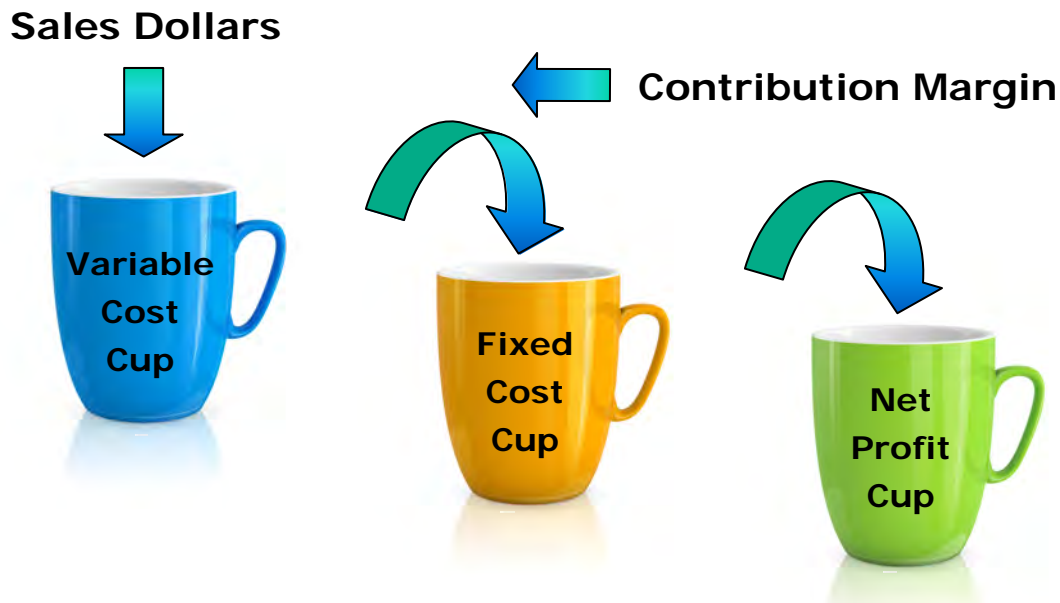 Sales Dollars
Contribution Margin
Variable
Cost
Cup
Fixed
Cost
Cup
Net
Profit
Cup